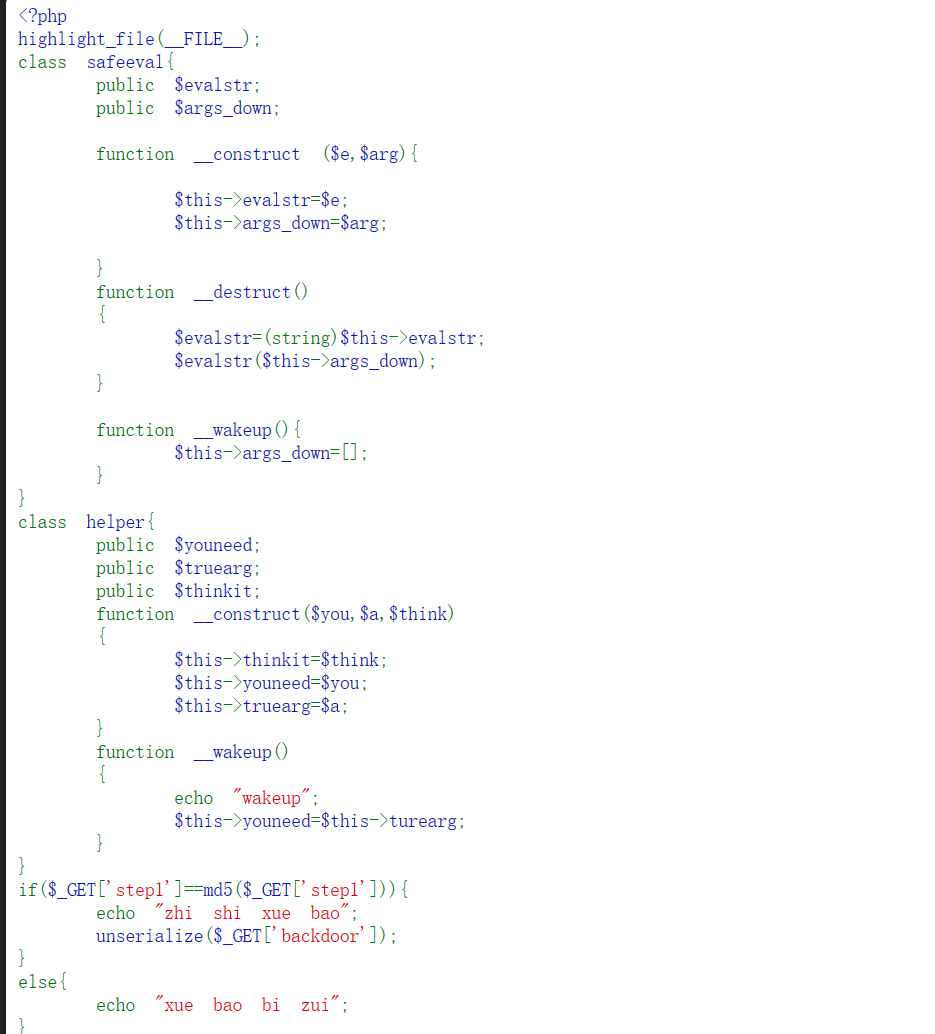 <?php
highlight_file(__FILE__);
class safeeval{
public $evalstr;
public $args_down;
function __construct ($e,$arg){
$this->evalstr=$e;
$this->args_down=$arg;
}
function __destruct()
{
$evalstr=(string)$this->evalstr;
$evalstr($this->args_down);
}
function __wakeup(){
$this->args_down=[];
}
}
class helper{
public $youneed;
public $truearg;
public $thinkit;
function __construct($you,$a,$think)
{
$this->thinkit=$think;
$this->youneed=$you;
$this->truearg=$a;
}
function __wakeup()
{
echo "wakeup";
$this->youneed=$this->turearg;
}
}
if($_GET['step1']==md5($_GET['step1'])){
echo "zhi shi xue bao";
unserialize($_GET['backdoor']);
}
else{
echo "xue bao bi zui";
}